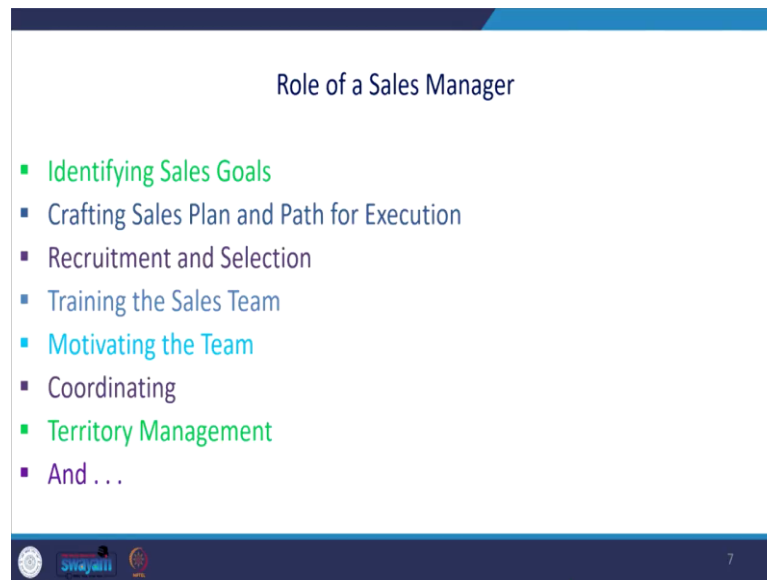 Role of a Sales Manager
▪ Identifying Sales Goals
▪ Crafting Sales Plan and Path for Execution
▪ Recruitment and Selection
▪ Training the Sales Team
▪ Motivating the Team
▪ Coordinating
▪ Territory Management
▪ And . . .
swayam
7